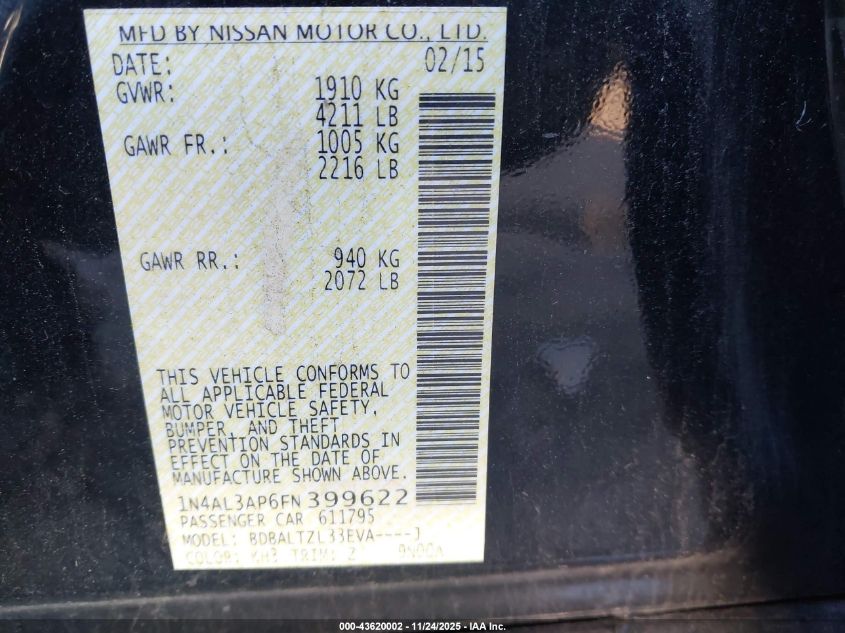 MFD BY NISSAN MOTOR CO., LTD.
DATE: 02/15
GVWR: 1910 KG
4211 LB
GAWR FR.: 1005 KG
2216 LB
GAWR RR.: 940 KG
2072 LB
THIS VEHICLE CONFORMS TO
ALL APPLICABLE FEDERAL
MOTOR VEHICLE SAFETY,
BUMPER, AND THEFT
PREVENTION STANDARDS IN
EFFECT ON THE DATE OF
MANUFACTURE SHOWN ABOVE.
1N4AL3AP6FN399622
PASSENGER CAR 611795
MODEL: BDBALTZL33EVA----J
COLOR: KH3 TRIM: Z
000-43620002 - 11/24/2025 - IAA Inc.